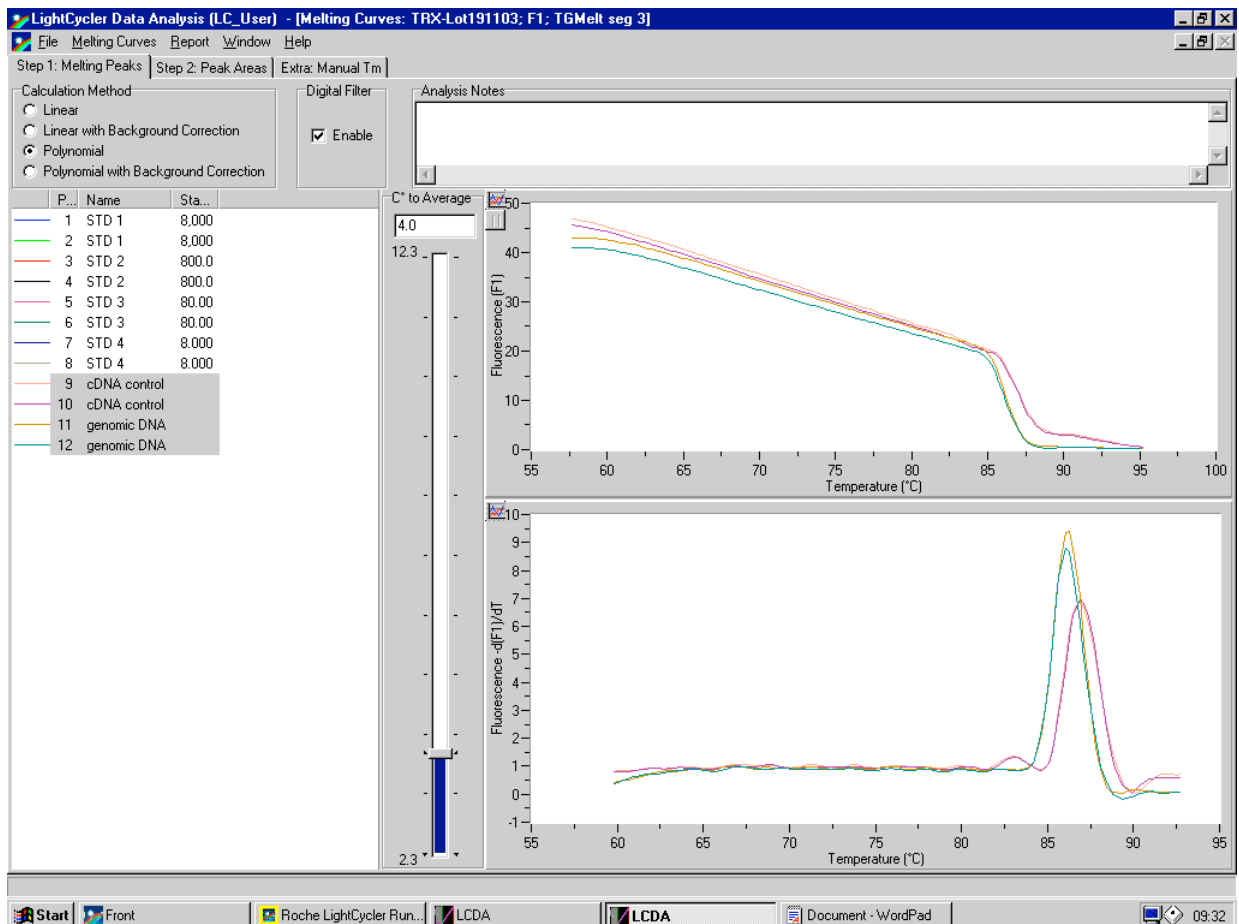 LightCycler Data Analysis (LC_User) - [Melting Curves: TRX-Lot191103; F1; TGMelt seg 3]
File Melting Curves Report Window Help
Step 1: Melting Peaks Step 2: Peak Areas Extra: Manual Tm
Calculation Method
Linear
Linear with Background Correction
Polynomial
Polynomial with Background Correction
Digital Filter
Enable
Analysis Notes
P... Name Sta...
1 STD 1 8,000
2 STD 1 8,000
3 STD 2 800.0
4 STD 2 800.0
5 STD 3 80.00
6 STD 3 80.00
7 STD 4 8.000
8 STD 4 8.000
9 cDNA control
10 cDNA control
11 genomic DNA
12 genomic DNA
C° to Average
4.0
12.3
2.3
50
40
30
20
10
0
Fluorescence (F1)
55 60 65 70 75 80 85 90 95 100
Temperature (°C)
10
9
8
7
6
5
4
3
2
1
0
-1
Fluorescence -d(F1)/dT
55 60 65 70 75 80 85 90 95
Temperature (°C)
Start Front Roche LightCycler Run... LCDA LCDA Document - WordPad 09:32